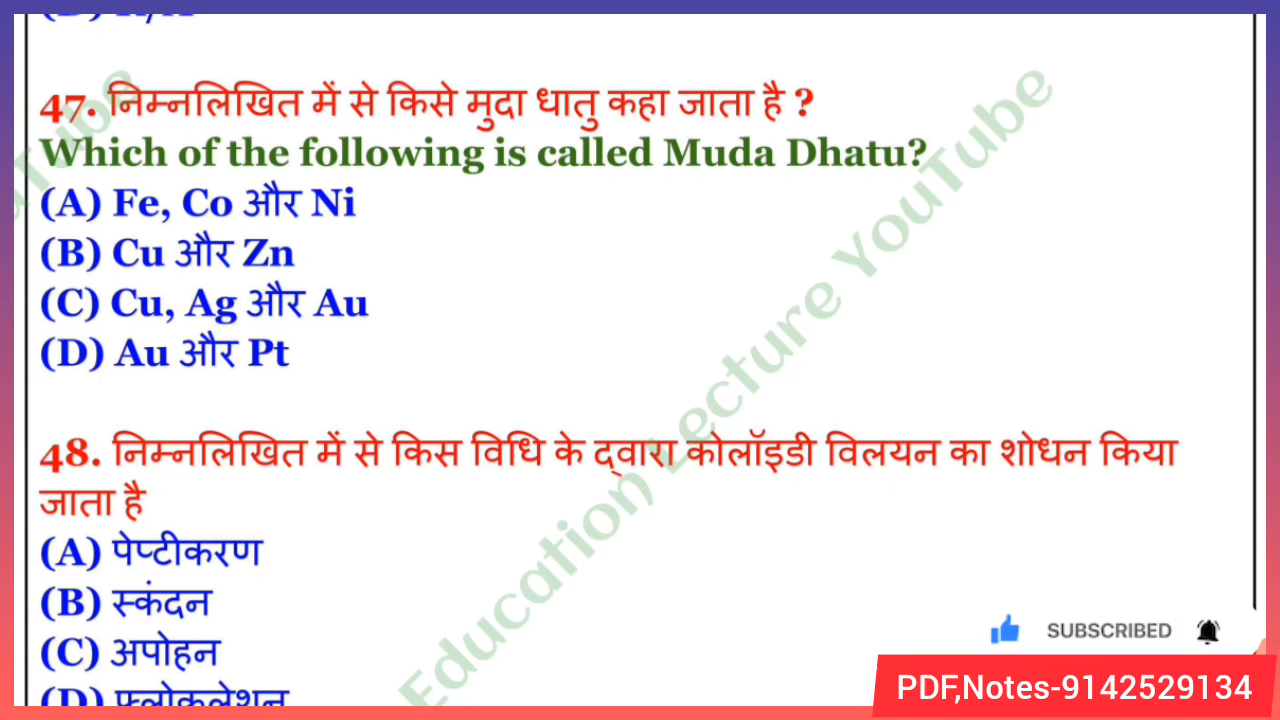 47. निम्नलिखित में से किसे मुदा धातु कहा जाता है ?
Which of the following is called Muda Dhatu?
(A) Fe, Co और Ni
(B) Cu और Zn
(C) Cu, Ag और Au
(D) Au और Pt
48. निम्नलिखित में से किस विधि के द्वारा कोलॉइडी विलयन का शोधन किया
जाता है
(A) पेप्टीकरण
(B) स्कंदन
(C) अपोहन
(D) फ्लोकुलेशन
Education Lecture YouTube
SUBSCRIBED
PDF,Notes-9142529134